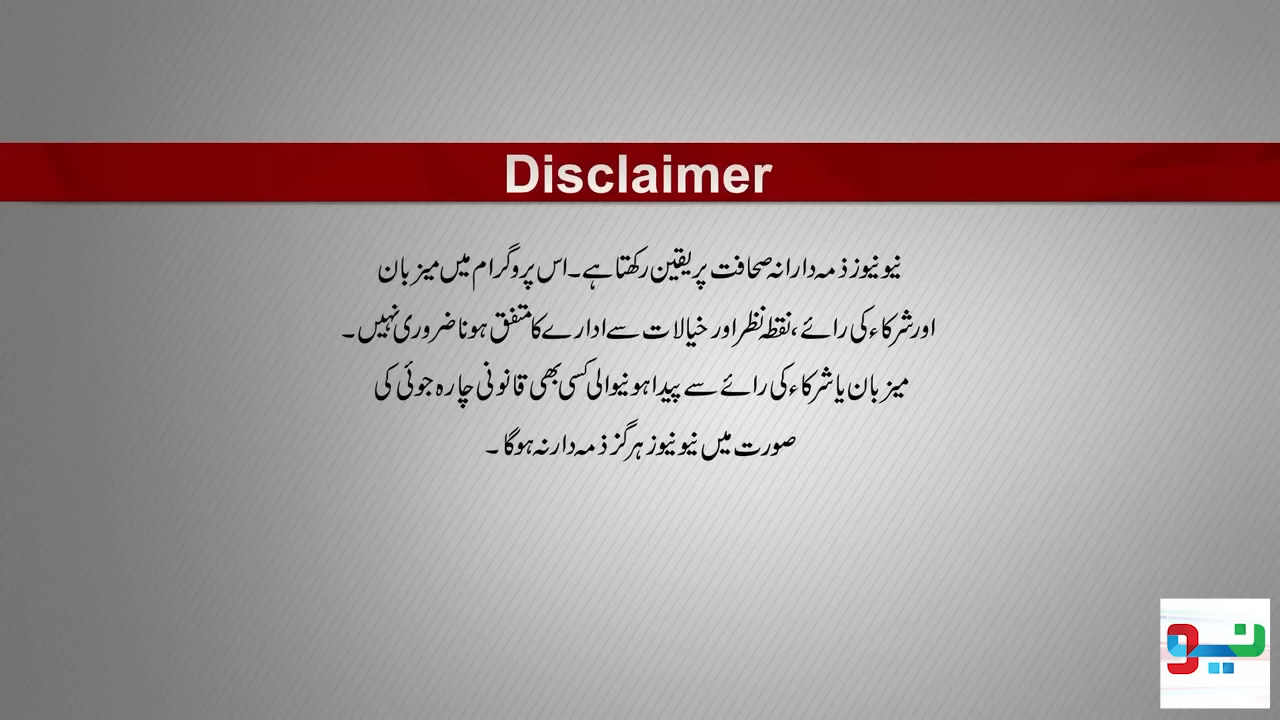 Disclaimer
نیو نیوز ذمہ دارانہ صحافت پر یقین رکھتا ہے۔ اس پروگرام میں میزبان
اور شرکاء کی رائے ، نقطہ نظر اور خیالات سے ادارے کا متفق ہونا ضروری نہیں ۔
میزبان یا شرکاء کی رائے سے پیدا ہونیوالی کسی بھی قانونی چارہ جوئی کی
صورت میں نیو نیوز ہرگز ذمہ دار نہ ہوگا ۔
نیو